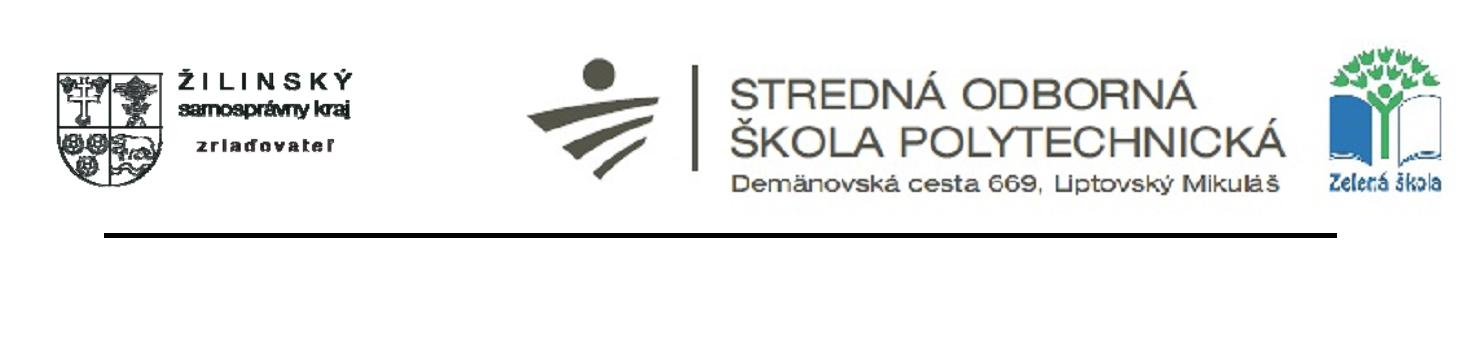 ŽILINSKÝ
samosprávny kraj
zriaďovateľ
STREDNÁ ODBORNÁ
ŠKOLA POLYTECHNICKÁ
Demänovská cesta 669, Liptovský Mikuláš
Zelená škola